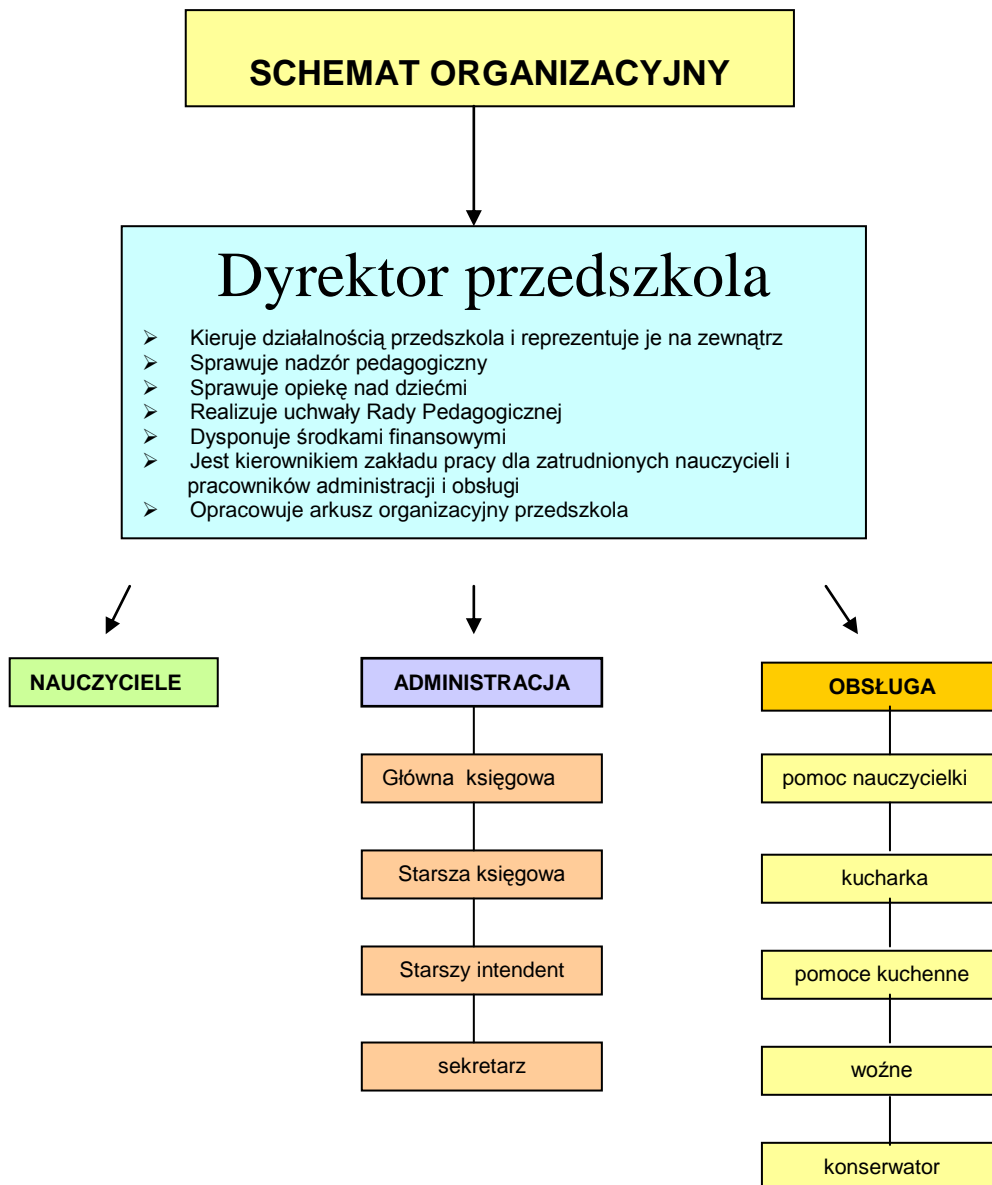 SCHEMAT ORGANIZACYJNY
Dyrektor przedszkola
➢ Kieruje działalnością przedszkola i reprezentuje je na zewnątrz
➢ Sprawuje nadzór pedagogiczny
➢ Sprawuje opiekę nad dziećmi
➢ Realizuje uchwały Rady Pedagogicznej
➢ Dysponuje środkami finansowymi
➢ Jest kierownikiem zakładu pracy dla zatrudnionych nauczycieli i
pracowników administracji i obsługi
➢ Opracowuje arkusz organizacyjny przedszkola
NAUCZYCIELE
ADMINISTRACJA
Główna księgowa
Starsza księgowa
Starszy intendent
sekretarz
OBSŁUGA
pomoc nauczycielki
kucharka
pomoce kuchenne
woźne
konserwator